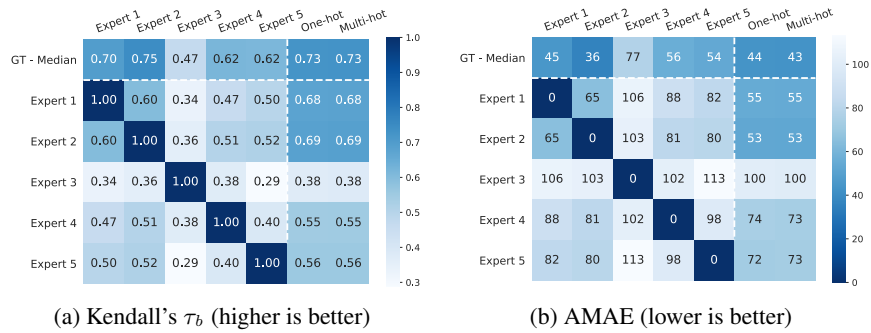 Expert 1 Expert 2 Expert 3 Expert 4 Expert 5 One-hot Multi-hot
GT - Median 0.70 0.75 0.47 0.62 0.62 0.73 0.73
Expert 1 1.00 0.60 0.34 0.47 0.50 0.68 0.68
Expert 2 0.60 1.00 0.36 0.51 0.52 0.69 0.69
Expert 3 0.34 0.36 1.00 0.38 0.29 0.38 0.38
Expert 4 0.47 0.51 0.38 1.00 0.40 0.55 0.55
Expert 5 0.50 0.52 0.29 0.40 1.00 0.56 0.56
1.0
0.9
0.8
0.7
0.6
0.5
0.4
0.3
(a) Kendall's τb (higher is better)
Expert 1 Expert 2 Expert 3 Expert 4 Expert 5 One-hot Multi-hot
GT - Median 45 36 77 56 54 44 43
Expert 1 0 65 106 88 82 55 55
Expert 2 65 0 103 81 80 53 53
Expert 3 106 103 0 102 113 100 100
Expert 4 88 81 102 0 98 74 73
Expert 5 82 80 113 98 0 72 73
100
80
60
40
20
0
(b) AMAE (lower is better)